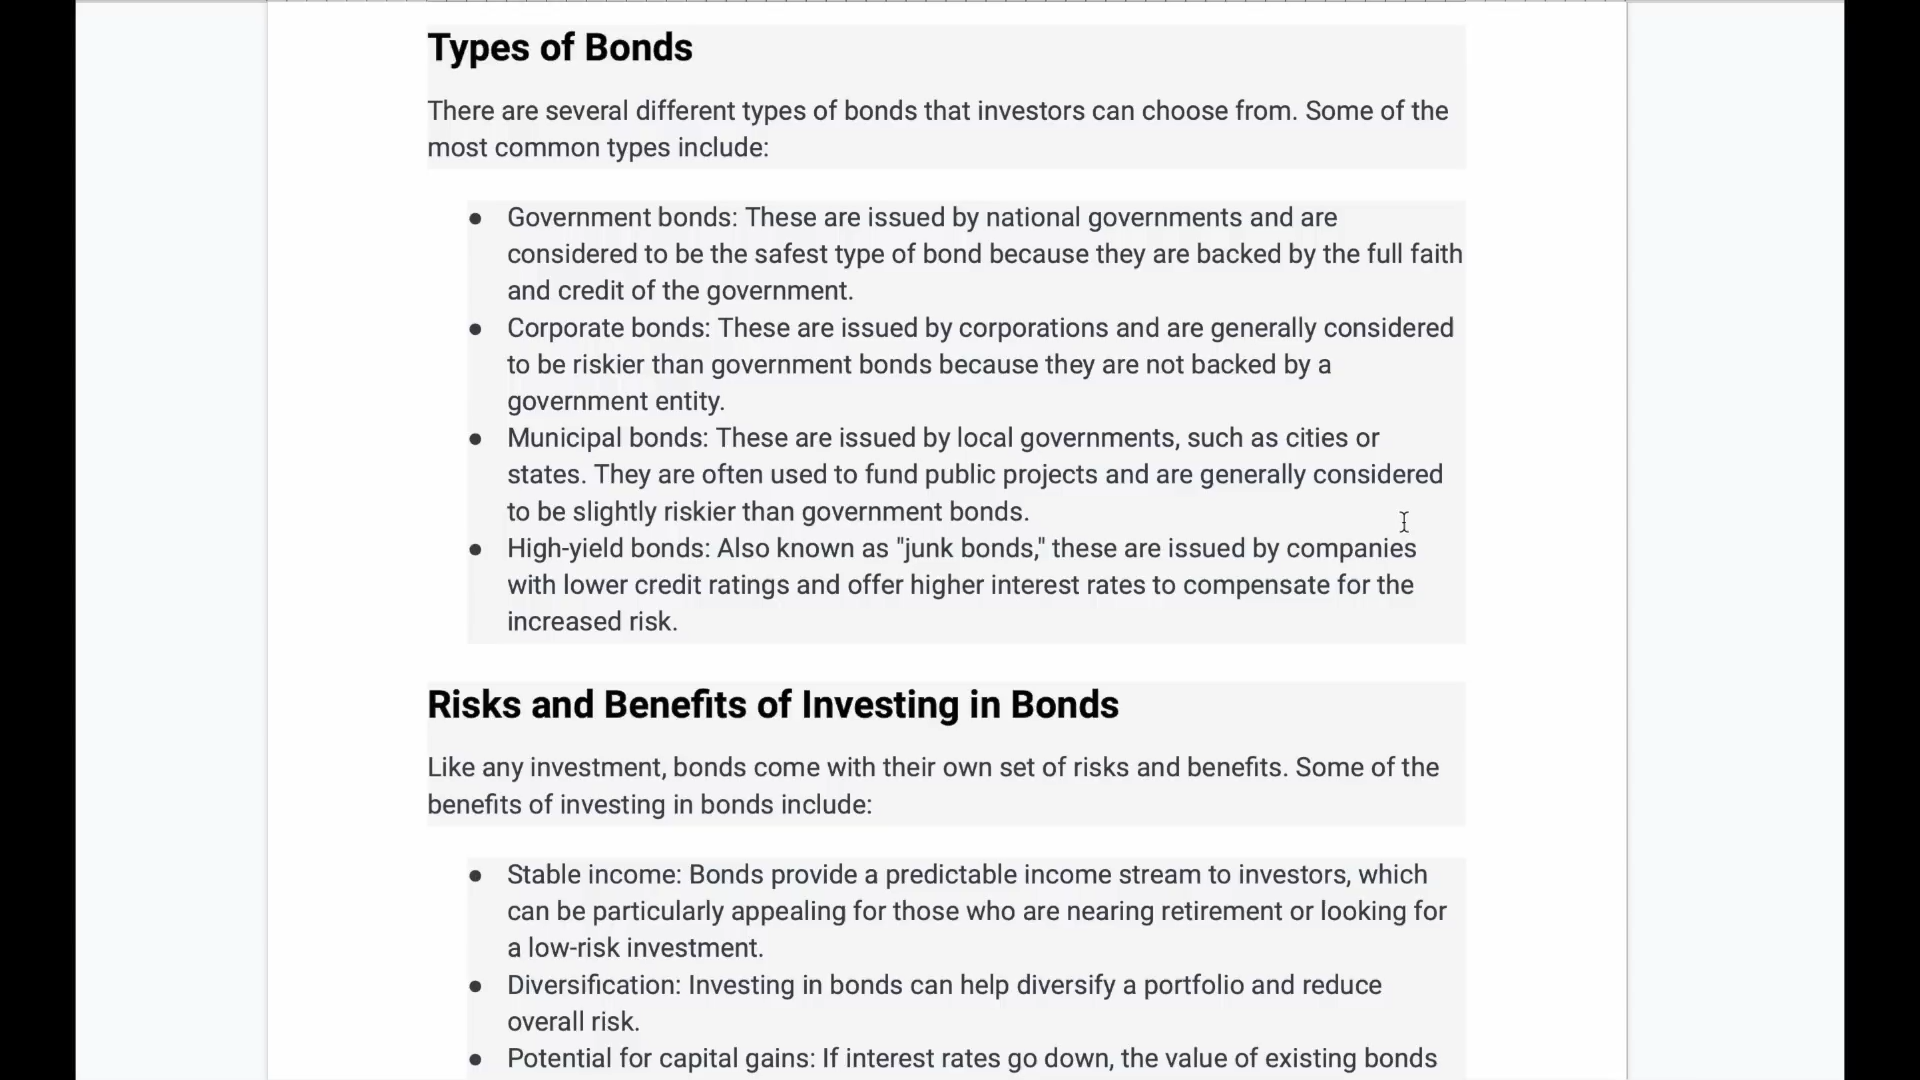 Types of Bonds
There are several different types of bonds that investors can choose from. Some of the
most common types include:
● Government bonds: These are issued by national governments and are
considered to be the safest type of bond because they are backed by the full faith
and credit of the government.
● Corporate bonds: These are issued by corporations and are generally considered
to be riskier than government bonds because they are not backed by a
government entity.
● Municipal bonds: These are issued by local governments, such as cities or
states. They are often used to fund public projects and are generally considered
to be slightly riskier than government bonds.
● High-yield bonds: Also known as "junk bonds," these are issued by companies
with lower credit ratings and offer higher interest rates to compensate for the
increased risk.
Risks and Benefits of Investing in Bonds
Like any investment, bonds come with their own set of risks and benefits. Some of the
benefits of investing in bonds include:
● Stable income: Bonds provide a predictable income stream to investors, which
can be particularly appealing for those who are nearing retirement or looking for
a low-risk investment.
● Diversification: Investing in bonds can help diversify a portfolio and reduce
overall risk.
● Potential for capital gains: If interest rates go down, the value of existing bonds